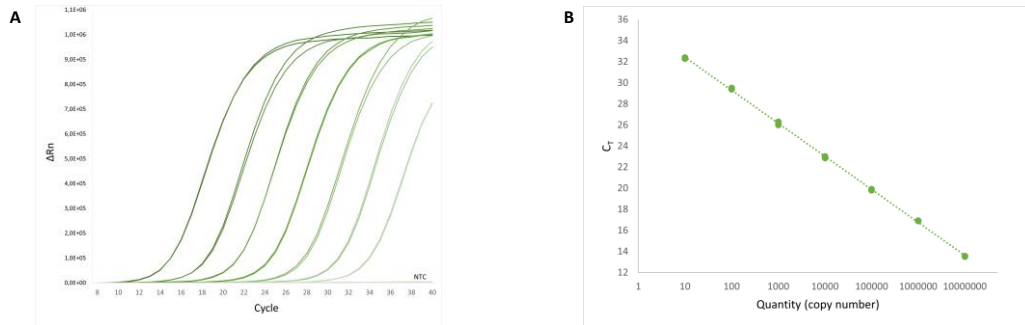 A
1,1E+06
1,0E+06
9,0E+05
8,0E+05
7,0E+05
6,0E+05
5,0E+05
4,0E+05
3,0E+05
2,0E+05
1,0E+05
0,0E+00
ΔRn
NTC
8 10 12 14 16 18 20 22 24 26 28 30 32 34 36 38 40
Cycle
B
36
34
32
30
28
26
24
22
20
18
16
14
12
CT
1 10 100 1000 10000 100000 1000000 10000000
Quantity (copy number)